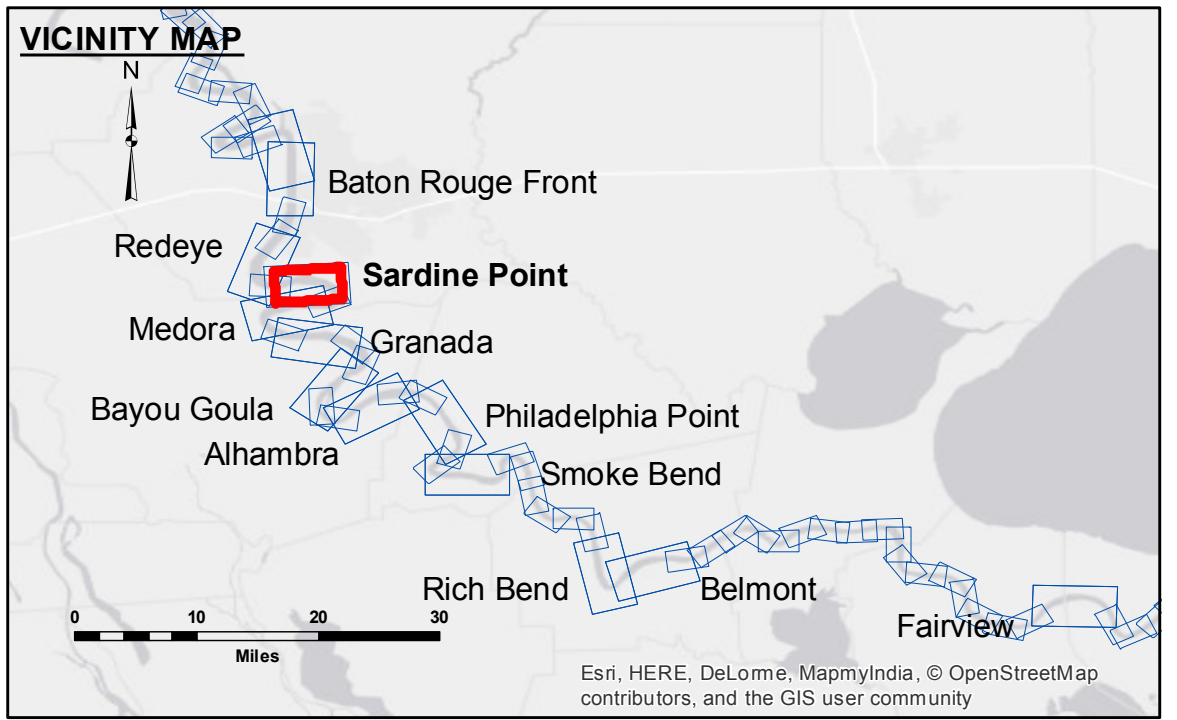 VICINITY MAP
N
Baton Rouge Front
Redeye
Sardine Point
Medora
Granada
Bayou Goula
Philadelphia Point
Alhambra
Smoke Bend
Rich Bend
Belmont
Fairview
0 10 20 30
Miles
Esri, HERE, DeLorme, MapmyIndia, © OpenStreetMap
contributors, and the GIS user community